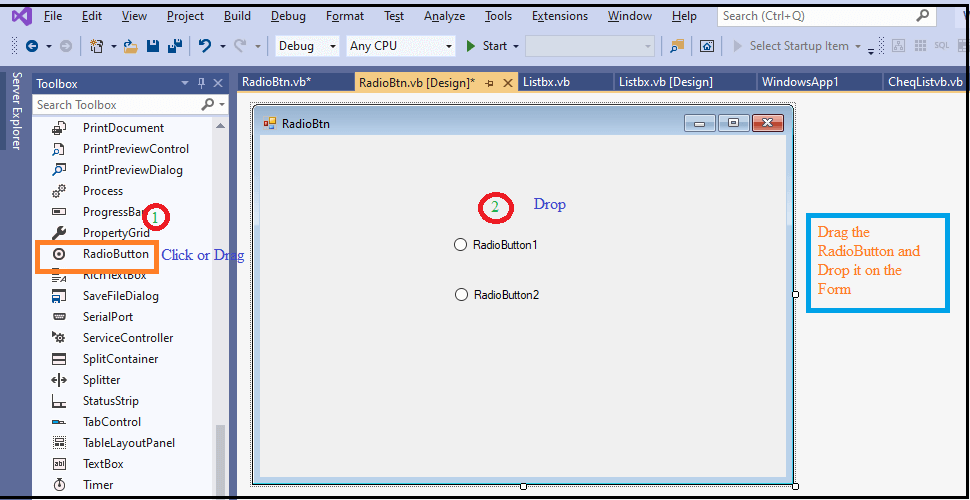 File Edit View Project Build Debug Format Test Analyze Tools Extensions Window Help Search (Ctrl+Q)
Debug Any CPU Start Select Startup Item SQL
Server Explorer
Toolbox
Search Toolbox
PrintDocument
PrintPreviewControl
PrintPreviewDialog
Process
ProgressBar
PropertyGrid
RadioButton
RichTextBox
SaveFileDialog
SerialPort
ServiceController
SplitContainer
Splitter
StatusStrip
TabControl
TableLayoutPanel
TextBox
Timer
1
Click or Drag
RadioBtn.vb* RadioBtn.vb [Design]* Listbx.vb Listbx.vb [Design] WindowsApp1 CheqListvb.vb
RadioBtn
2 Drop
RadioButton1
RadioButton2
Drag the
RadioButton and
Drop it on the
Form